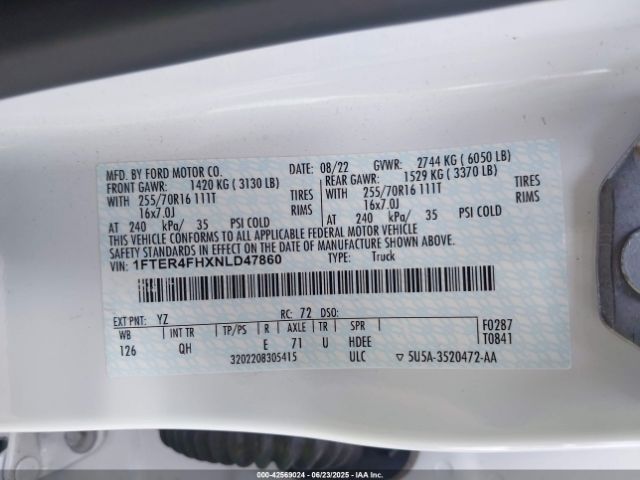 MFD. BY FORD MOTOR CO. DATE: 08/22 GVWR: 2744 KG ( 6050 LB)
FRONT GAWR: 1420 KG ( 3130 LB) REAR GAWR: 1529 KG ( 3370 LB)
WITH 255/70R16 111T TIRES WITH 255/70R16 111T TIRES
16x7.0J RIMS 16x7.0J RIMS
AT 240 kPa/ 35 PSI COLD AT 240 kPa/ 35 PSI COLD
THIS VEHICLE CONFORMS TO ALL APPLICABLE FEDERAL MOTOR VEHICLE
SAFETY STANDARDS IN EFFECT ON THE DATE OF MANUFACTURE SHOWN ABOVE.
VIN: 1FTER4FHXNLD47860 TYPE: Truck
EXT PNT: YZ RC: 72 DSO: F0287
WB INT TR TP/PS R AXLE TR SPR T0841
126 QH E 71 U HDEE
3202208305415 ULC ▽ 5U5A-3520472-AA
000-42569024 - 06/23/2025 - IAAI, Inc.